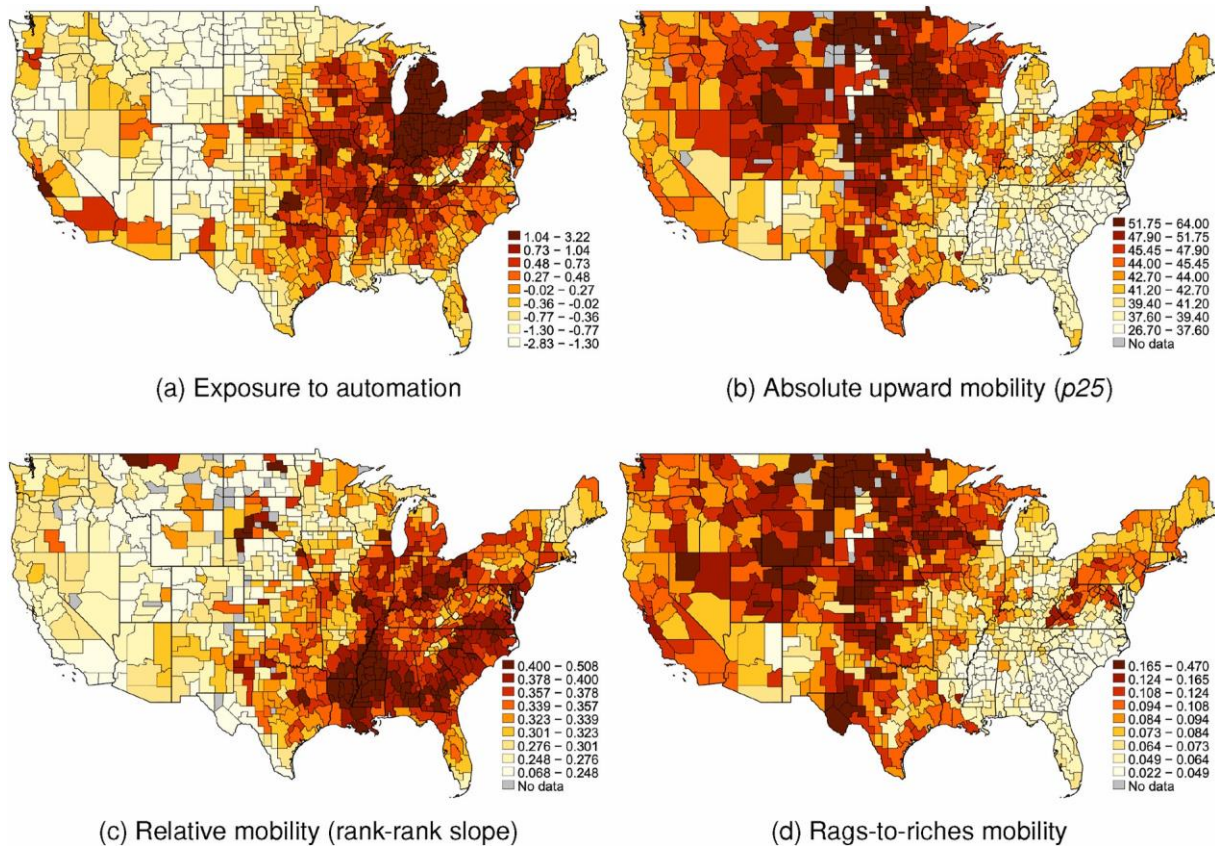 1.04 – 3.22
0.73 – 1.04
0.48 – 0.73
0.27 – 0.48
-0.02 – 0.27
-0.36 – -0.02
-0.77 – -0.36
-1.30 – -0.77
-2.83 – -1.30
(a) Exposure to automation
51.75 – 64.00
47.90 – 51.75
45.45 – 47.90
44.00 – 45.45
42.70 – 44.00
41.20 – 42.70
39.40 – 41.20
37.60 – 39.40
26.70 – 37.60
No data
(b) Absolute upward mobility (p25)
0.400 – 0.508
0.378 – 0.400
0.357 – 0.378
0.339 – 0.357
0.323 – 0.339
0.301 – 0.323
0.276 – 0.301
0.248 – 0.276
0.068 – 0.248
No data
(c) Relative mobility (rank-rank slope)
0.165 – 0.470
0.124 – 0.165
0.108 – 0.124
0.094 – 0.108
0.084 – 0.094
0.073 – 0.084
0.064 – 0.073
0.049 – 0.064
0.022 – 0.049
No data
(d) Rags-to-riches mobility